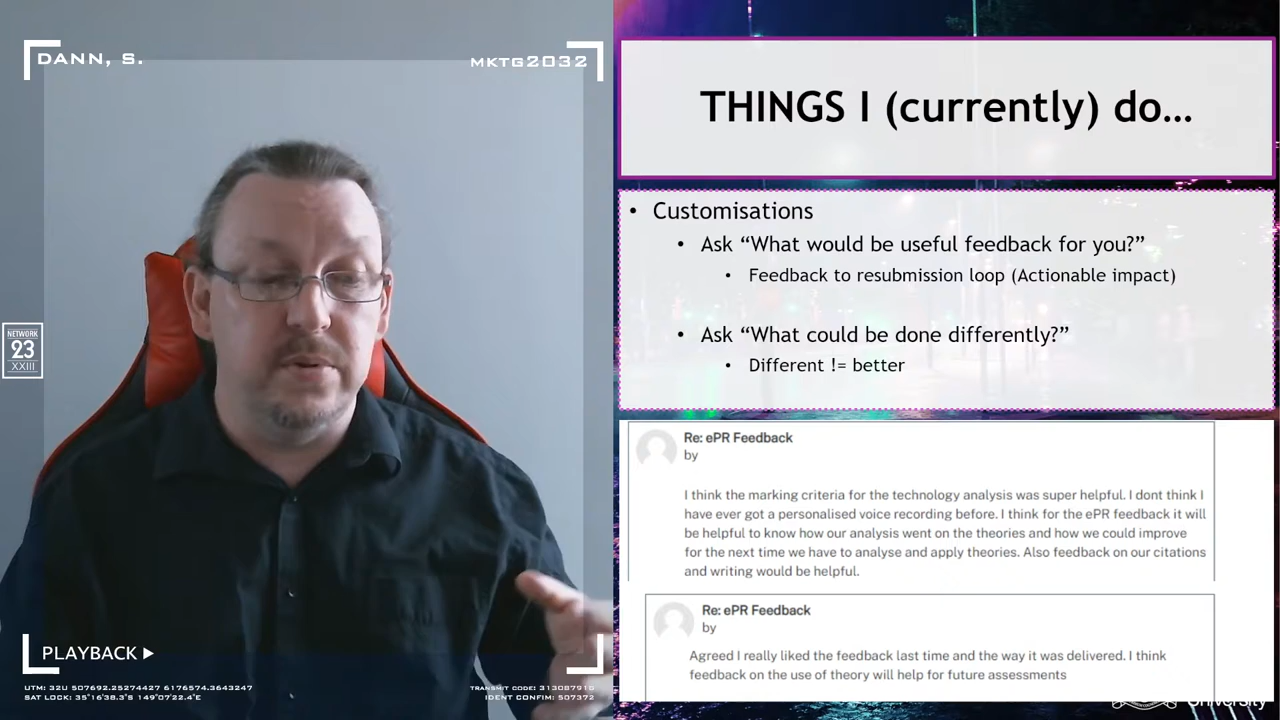 DANN, S.
MKTG2032
NETWORK
23
XXIII
PLAYBACK
UTM: 32U 507692.25274427 6176574.3643247
SAT LOCK: 35°16'38.3"S 149°07'22.4"E
TRANSMIT CODE: 313087916
IDENT CONFIM: 507372
THINGS I (currently) do…
• Customisations
• Ask “What would be useful feedback for you?”
• Feedback to resubmission loop (Actionable impact)
• Ask “What could be done differently?”
• Different != better
Re: ePR Feedback
by
I think the marking criteria for the technology analysis was super helpful. I dont think I
have ever got a personalised voice recording before. I think for the ePR feedback it will
be helpful to know how our analysis went on the theories and how we could improve
for the next time we have to analyse and apply theories. Also feedback on our citations
and writing would be helpful.
Re: ePR Feedback
by
Agreed I really liked the feedback last time and the way it was delivered. I think
feedback on the use of theory will help for future assessments
University